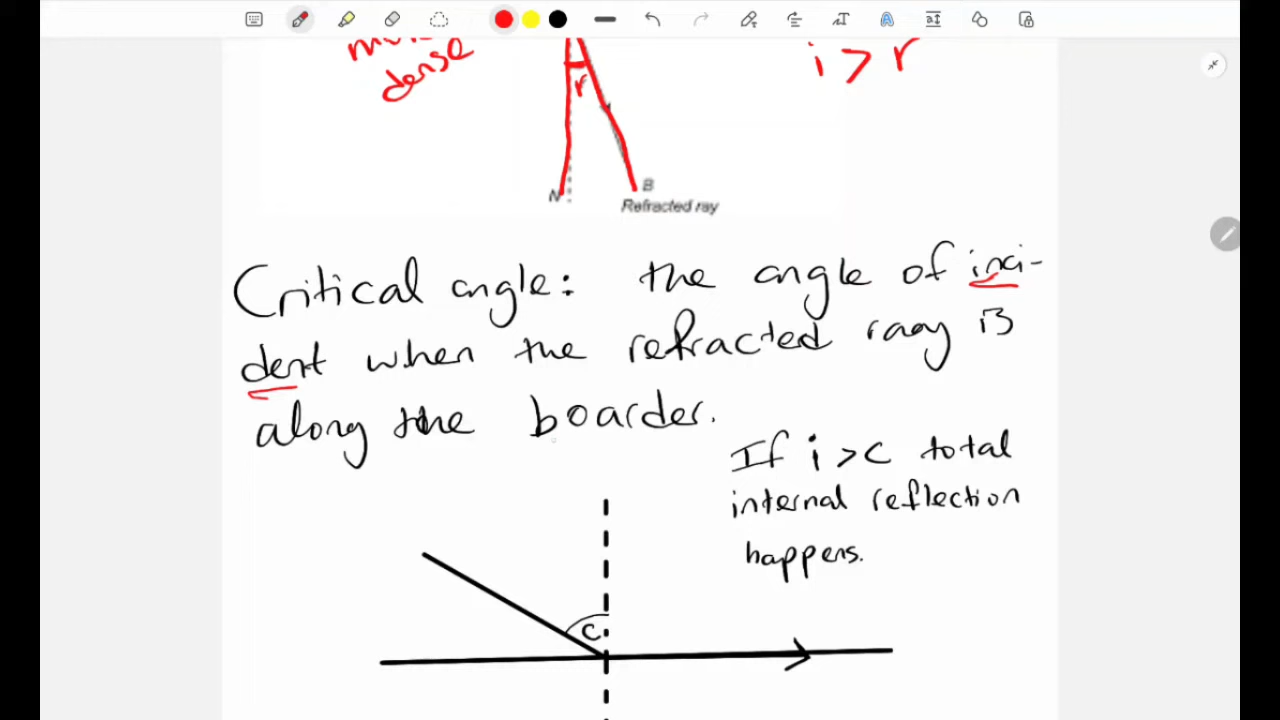 dense
i > r
r
N
B
Refracted ray
Critical angle: the angle of inci-
dent when the refracted raay is
along the boarder.
If i > c total
internal reflection
happens.
c